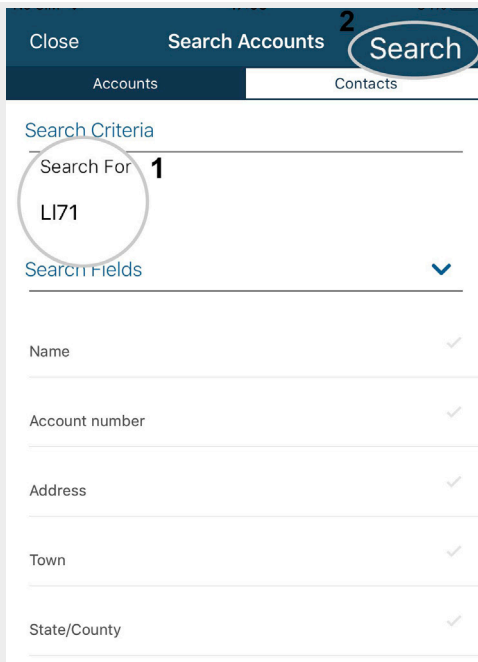 2
Close Search Accounts Search
Accounts Contacts
Search Criteria
Search For 1
LI71
Search Fields
Name
Account number
Address
Town
State/County